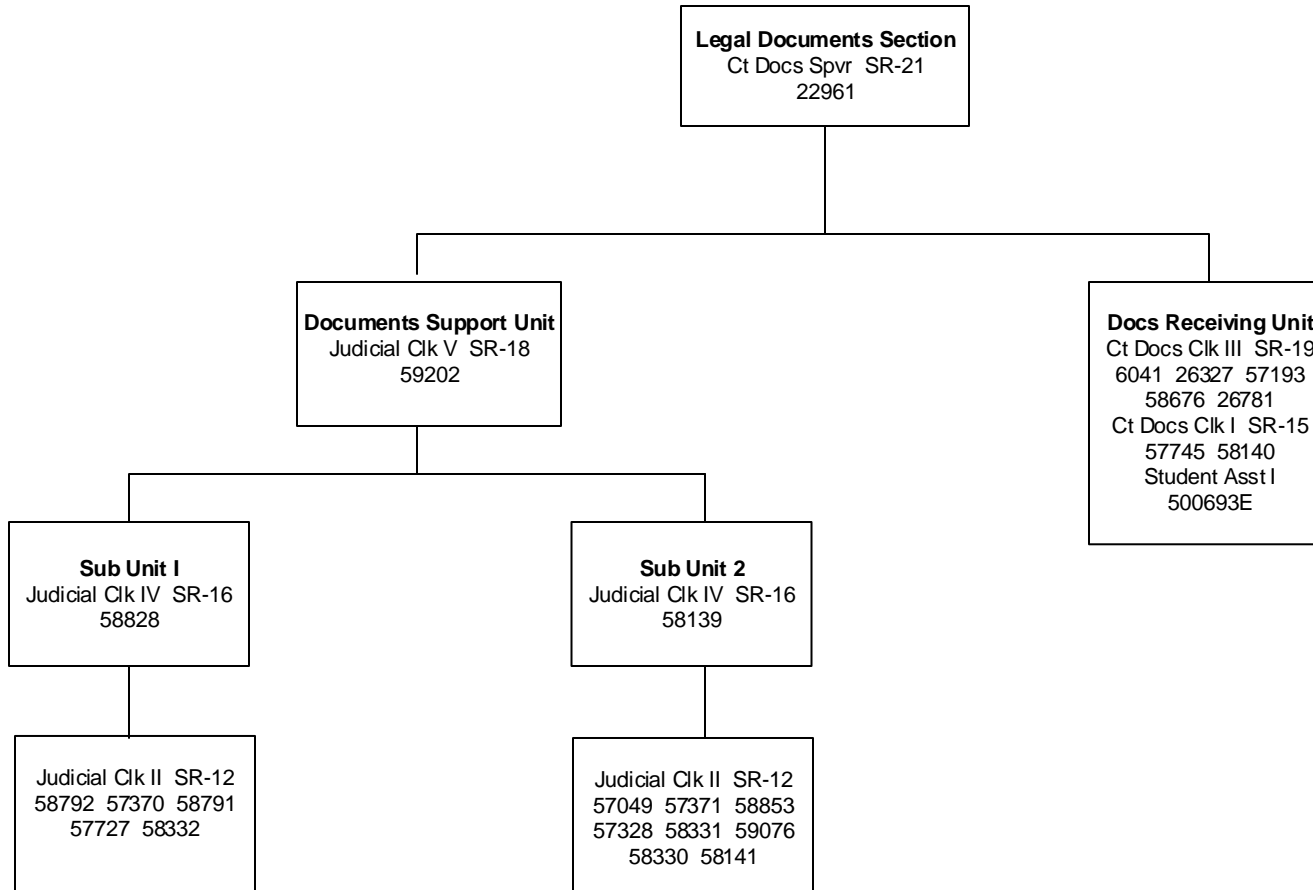 Legal Documents Section
Ct Docs Spvr SR-21
22961
Documents Support Unit
Judicial Clk V SR-18
59202
Docs Receiving Unit
Ct Docs Clk III SR-19
6041 26327 57193
58676 26781
Ct Docs Clk I SR-15
57745 58140
Student Asst I
500693E
Sub Unit I
Judicial Clk IV SR-16
58828
Sub Unit 2
Judicial Clk IV SR-16
58139
Judicial Clk II SR-12
58792 57370 58791
57727 58332
Judicial Clk II SR-12
57049 57371 58853
57328 58331 59076
58330 58141